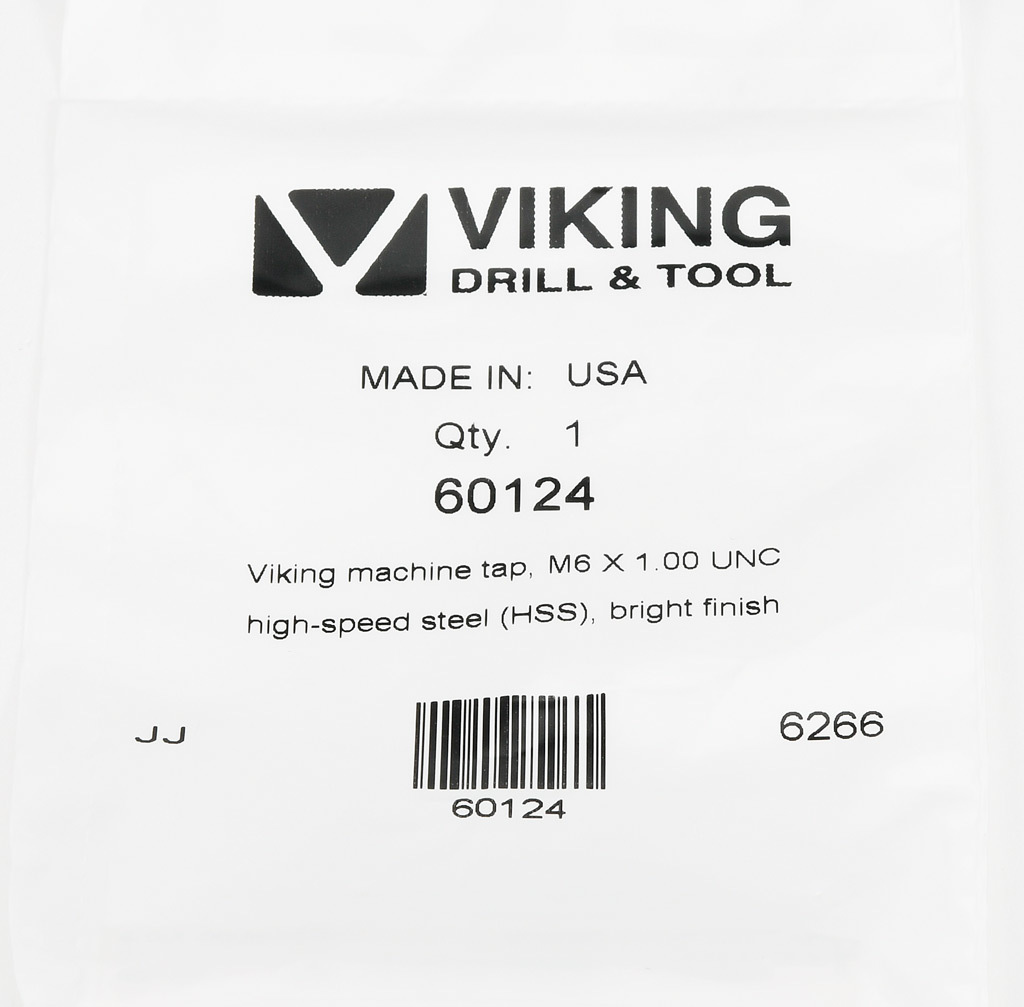 VIKING
DRILL & TOOL
MADE IN: USA
Qty. 1
60124
Viking machine tap, M6 X 1.00 UNC
high-speed steel (HSS), bright finish
JJ
6266
60124